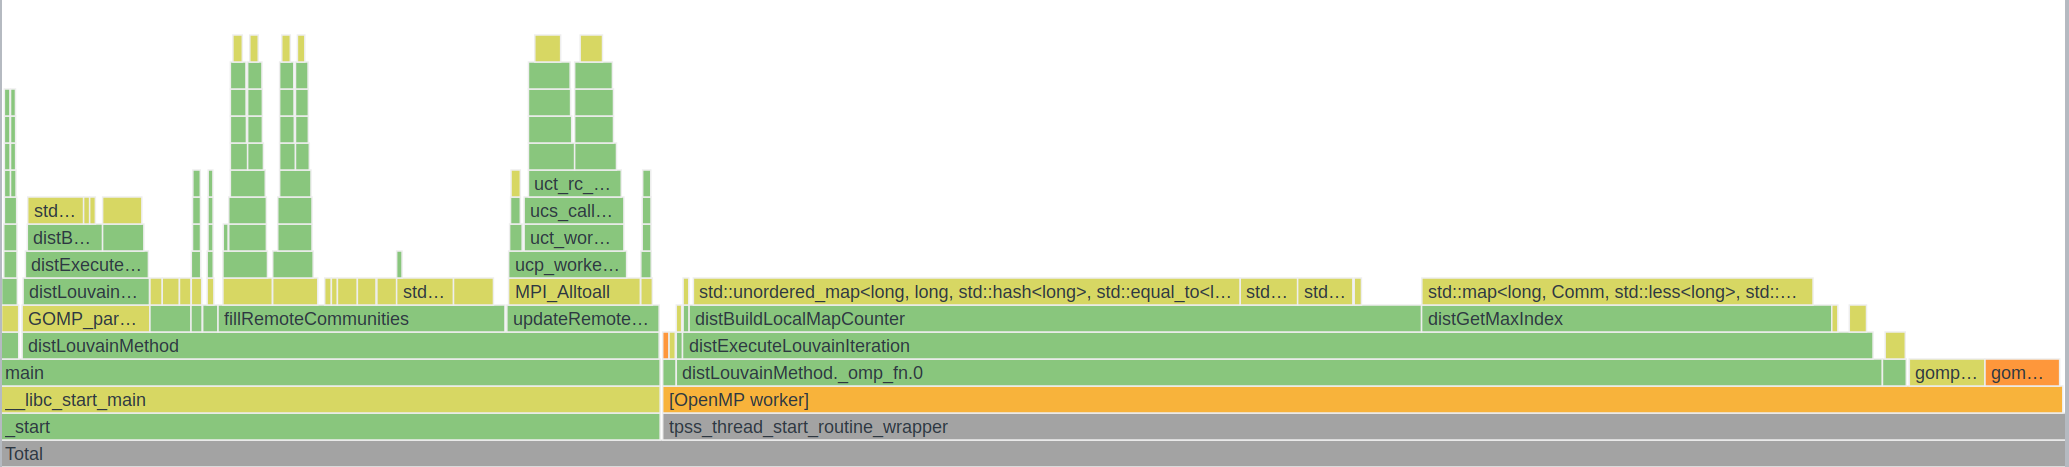 uct_rc_...
std... ucs_call...
distB... uct_wor...
distExecute... ucp_worke...
distLouvain... std... MPI_Alltoall std::unordered_map<long, long, std::hash<long>, std::equal_to<l... std... std... std::map<long, Comm, std::less<long>, std::...
GOMP_par... fillRemoteCommunities updateRemote... distBuildLocalMapCounter distGetMaxIndex
distLouvainMethod distExecuteLouvainIteration
main distLouvainMethod._omp_fn.0 gomp... gom...
__libc_start_main [OpenMP worker]
_start tpss_thread_start_routine_wrapper
Total